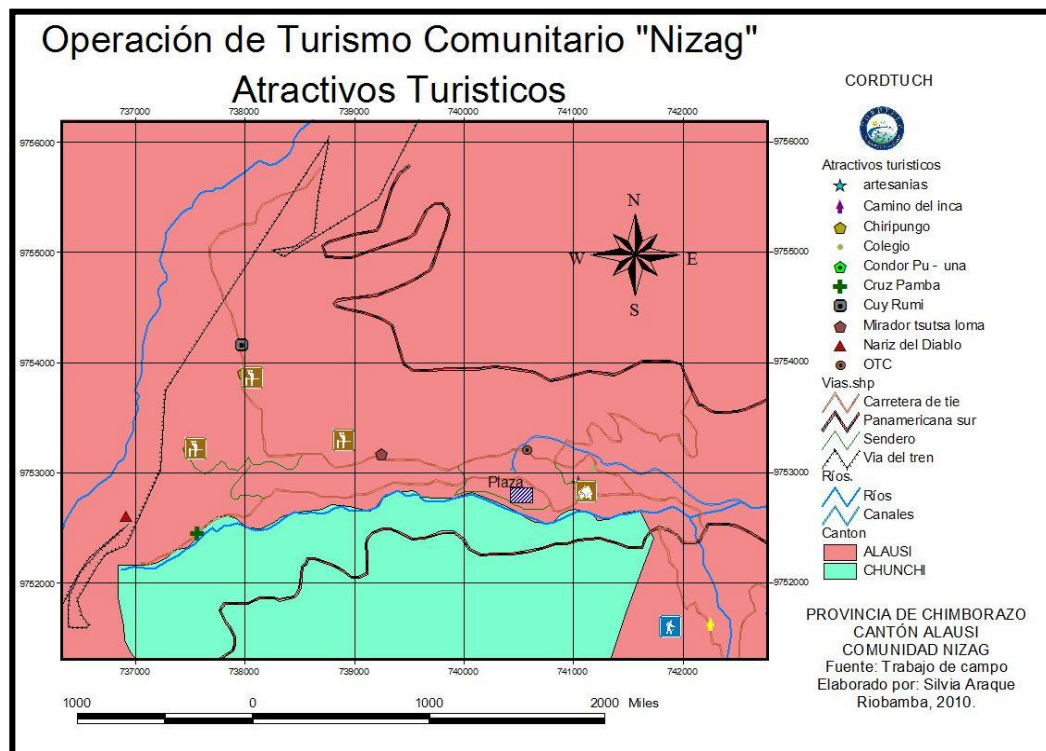 Operación de Turismo Comunitario "Nizag"
Atractivos Turisticos
737000 738000 739000 740000 741000 742000
9756000 9756000
9755000 9755000
9754000 9754000
9753000 9753000
9752000 9752000
737000 738000 739000 740000 741000 742000
N
W E
S
Plaza
1000 0 1000 2000 Miles
CORDTUCH
Atractivos turisticos
artesanias
Camino del inca
Chiripungo
Colegio
Condor Pu - una
Cruz Pamba
Cuy Rumi
Mirador tsutsa loma
Nariz del Diablo
OTC
Vias.shp
Carretera de tie
Panamericana sur
Sendero
Via del tren
Ríos.
Ríos
Canales
Canton
ALAUSI
CHUNCHI
PROVINCIA DE CHIMBORAZO
CANTÓN ALAUSI
COMUNIDAD NIZAG
Fuente: Trabajo de campo
Elaborado por: Silvia Araque
Riobamba, 2010.